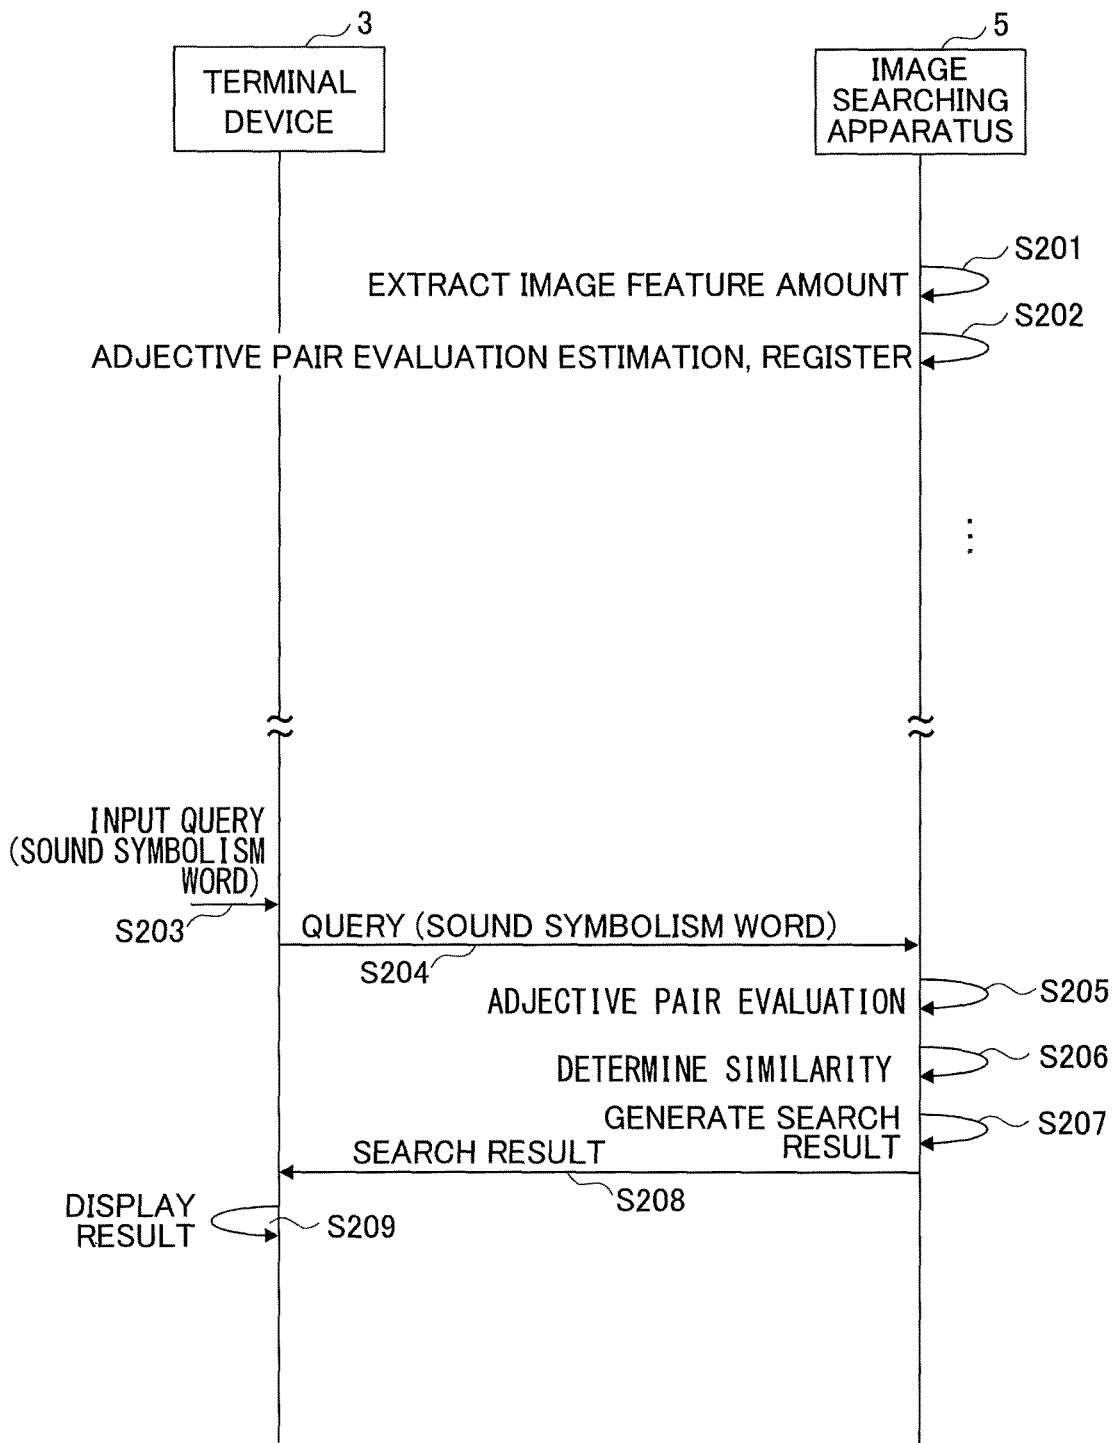 3
TERMINAL
DEVICE
5
IMAGE
SEARCHING
APPARATUS
S201
EXTRACT IMAGE FEATURE AMOUNT
S202
ADJECTIVE PAIR EVALUATION ESTIMATION, REGISTER
INPUT QUERY
(SOUND SYMBOLISM
WORD)
S203
QUERY (SOUND SYMBOLISM WORD)
S204
ADJECTIVE PAIR EVALUATION
S205
DETERMINE SIMILARITY
S206
GENERATE SEARCH
RESULT
S207
SEARCH RESULT
S208
DISPLAY
RESULT
S209